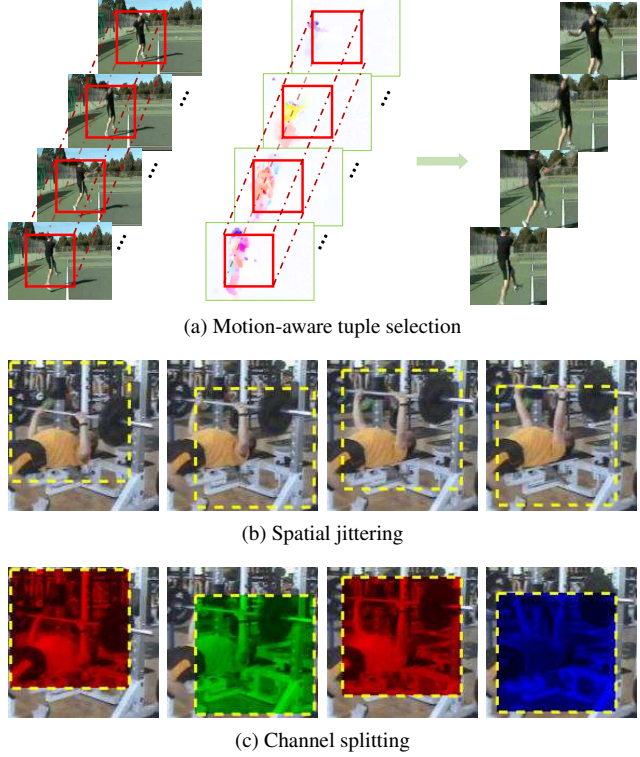 (a) Motion-aware tuple selection
(b) Spatial jittering
(c) Channel splitting